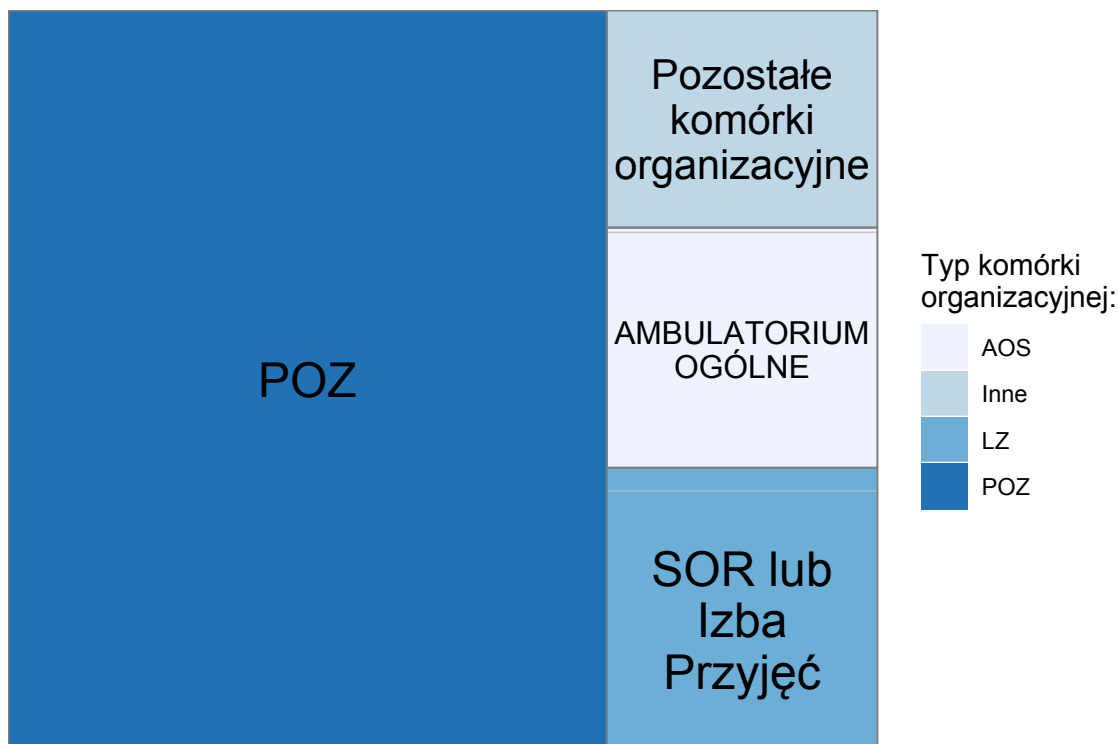 POZ
Pozostałe
komórki
organizacyjne
AMBULATORIUM
OGÓLNE
SOR lub
Izba
Przyjęć
Typ komórki
organizacyjnej:
AOS
Inne
LZ
POZ